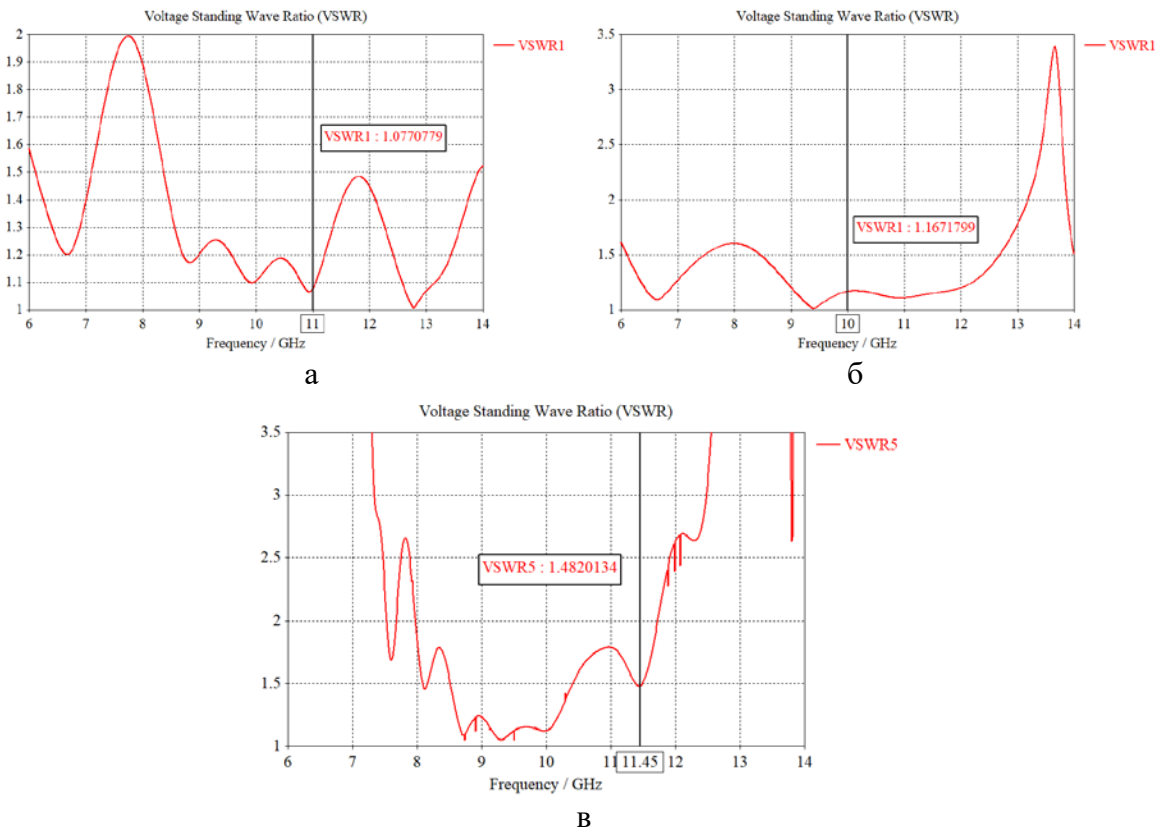 Voltage Standing Wave Ratio (VSWR)
2
1.9
1.8
1.7
1.6
1.5
1.4
1.3
1.2
1.1
1
VSWR1
VSWR1 : 1.0770779
6 7 8 9 10 11 12 13 14
Frequency / GHz
а
Voltage Standing Wave Ratio (VSWR)
3.5
3
2.5
2
1.5
1
VSWR1
VSWR1 : 1.1671799
6 7 8 9 10 11 12 13 14
Frequency / GHz
б
Voltage Standing Wave Ratio (VSWR)
3.5
3
2.5
2
1.5
1
VSWR5
VSWR5 : 1.4820134
6 7 8 9 10 11 11.45 12 13 14
Frequency / GHz
в